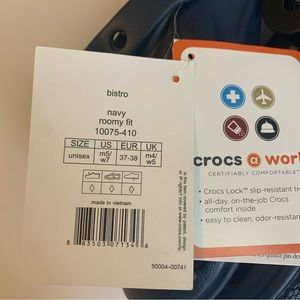 bistro
navy
roomy fit
10075-410
SIZE US EUR UK
unisex m5/w7 37-38 m4/w5
made in vietnam
8 83503 07134 6
50004-00741
crocs @ work
CERTIFIABLY COMFORTABLE
• Crocs Lock™ slip-resistant
• all-day, on-the-job Crocs
comfort inside
• easy to clean, odor-resistant